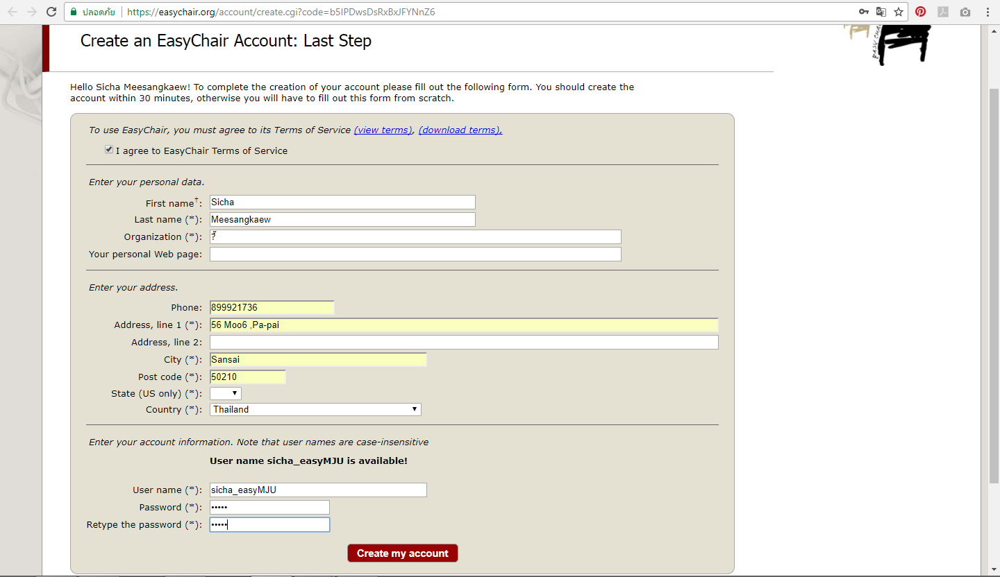 ปลอดภัย https://easychair.org/account/create.cgi?code=b5IPDwsDsRxBxJFYNnZ6
Create an EasyChair Account: Last Step
EASY CHAI
Hello Sicha Meesangkaew! To complete the creation of your account please fill out the following form. You should create the
account within 30 minutes, otherwise you will have to fill out this form from scratch.
To use EasyChair, you must agree to its Terms of Service (view terms), (download terms),
I agree to EasyChair Terms of Service
Enter your personal data.
First name†: Sicha
Last name (*): Meesangkaew
Organization (*):
Your personal Web page:
Enter your address.
Phone: 899921736
Address, line 1 (*): 56 Moo6 ,Pa-pai
Address, line 2:
City (*): Sansai
Post code (*): 50210
State (US only) (*):
Country (*): Thailand
Enter your account information. Note that user names are case-insensitive
User name sicha_easyMJU is available!
User name (*): sicha_easyMJU
Password (*): •••••
Retype the password (*): •••••
Create my account